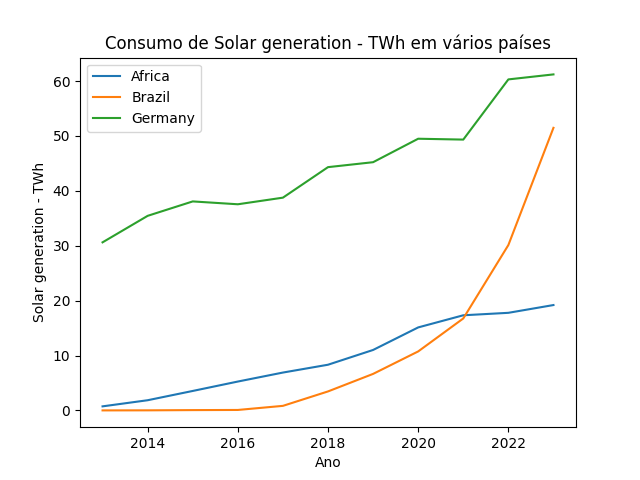 Consumo de Solar generation - TWh em vários países
Africa
Brazil
Germany
Solar generation - TWh
60
50
40
30
20
10
0
2014 2016 2018 2020 2022
Ano